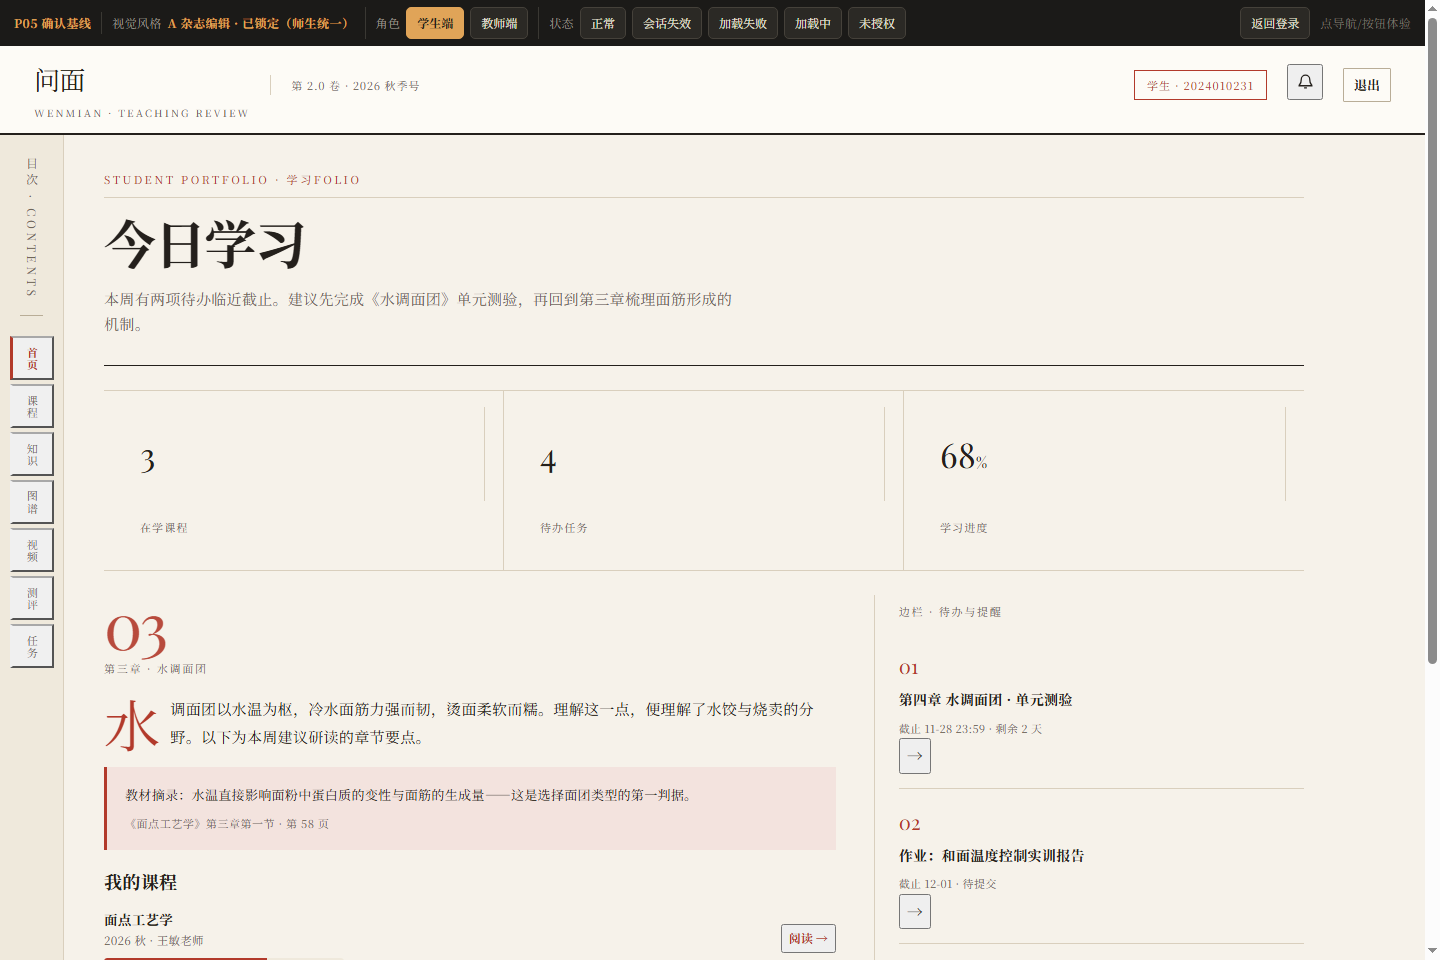 P05 确认基线 视觉风格 A 杂志编辑 · 已锁定（师生统一） 角色 学生端 教师端 状态 正常 会话失效 加载失败 加载中 未授权 返回登录 点导航/按钮体验
问面
WENMIAN · TEACHING REVIEW
第 2.0 卷 · 2026 秋季号
学生 · 2024010231
退出
目次 · CONTENTS
首页
课程
知识
图谱
视频
测评
任务
STUDENT PORTFOLIO · 学习FOLIO
今日学习
本周有两项待办临近截止。建议先完成《水调面团》单元测验，再回到第三章梳理面筋形成的
机制。
3
在学课程
4
待办任务
68%
学习进度
03
第三章 · 水调面团
水调面团以水温为枢，冷水面筋力强而韧，烫面柔软而糯。理解这一点，便理解了水饺与烧卖的分
野。以下为本周建议研读的章节要点。
教材摘录：水温直接影响面粉中蛋白质的变性与面筋的生成量——这是选择面团类型的第一判据。
《面点工艺学》第三章第一节 · 第 58 页
我的课程
面点工艺学
2026 秋 · 王敏老师
阅读 →
边栏 · 待办与提醒
01
第四章 水调面团 · 单元测验
截止 11-28 23:59 · 剩余 2 天
→
02
作业：和面温度控制实训报告
截止 12-01 · 待提交
→